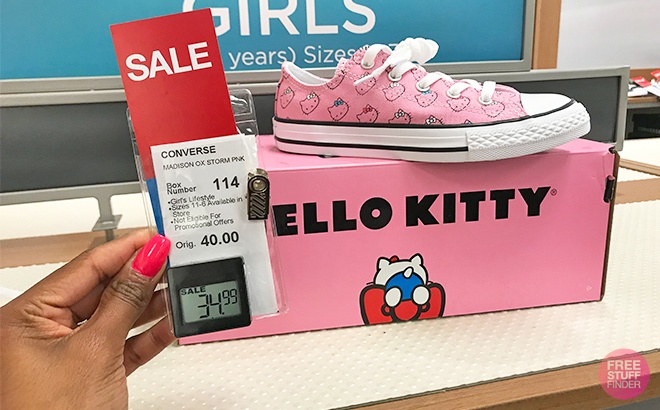 GIRLS
years) Sizes
SALE
CONVERSE
MADISON OX STORM PNK
Box
Number 114
•Girl's Lifestyle
•Sizes 11-6 Available in
Store
•Not Eligible For
Promotional Offers
Orig. 40.00
SALE
34.99
ELLO KITTY®
FREE
STUFF
FINDER